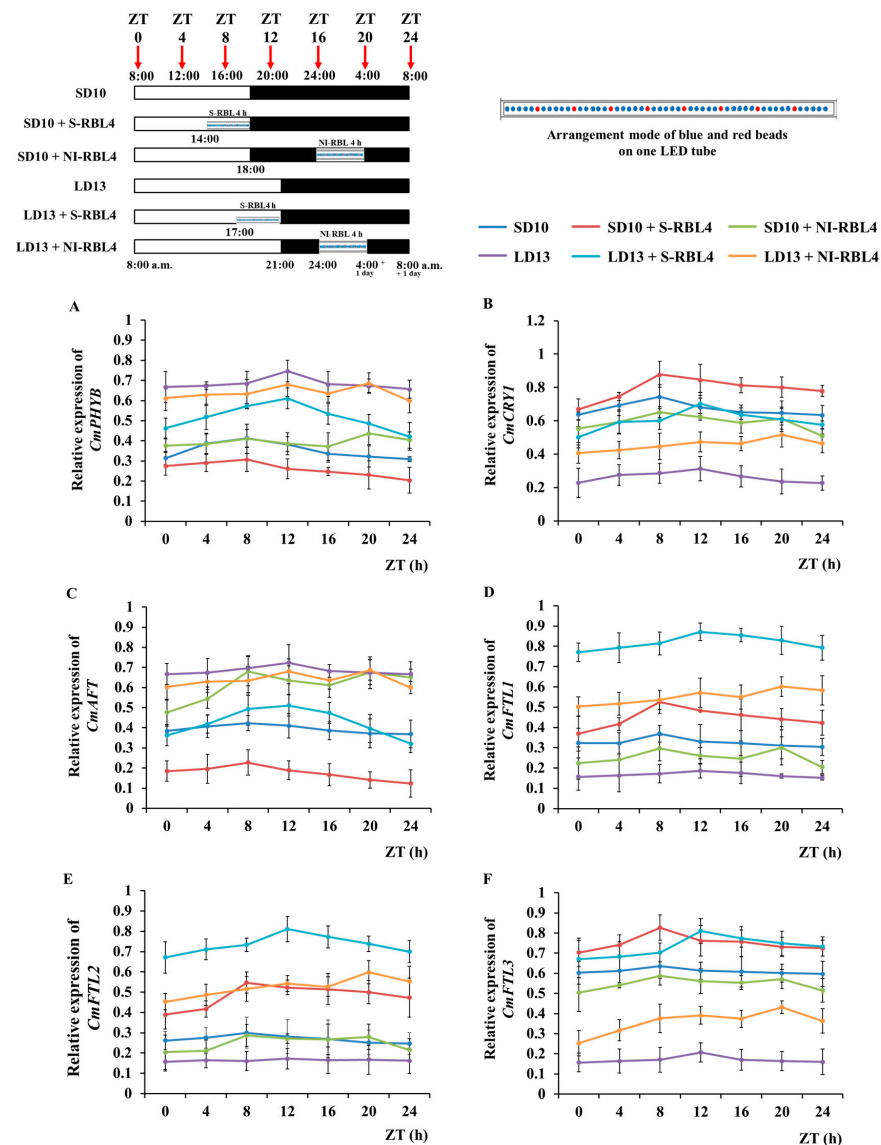 ZT ZT ZT ZT ZT ZT ZT
0 4 8 12 16 20 24
8:00 12:00 16:00 20:00 24:00 4:00 8:00
SD10
S-RBL 4 h
SD10 + S-RBL4
14:00
NI-RBL 4 h
SD10 + NI-RBL4
18:00
LD13
S-RBL4 h
LD13 + S-RBL4
17:00
NI-RBL 4 h
LD13 + NI-RBL4
8:00 a.m. 21:00 24:00 4:00 + 8:00 a.m.
1 day + 1 day
Arrangement mode of blue and red beads
on one LED tube
SD10 SD10 + S-RBL4 SD10 + NI-RBL4
LD13 LD13 + S-RBL4 LD13 + NI-RBL4
A
Relative expression of
CmPHYB
1
0.9
0.8
0.7
0.6
0.5
0.4
0.3
0.2
0.1
0
0 4 8 12 16 20 24
ZT (h)
B
Relative expression of
CmCRY1
1.2
1
0.8
0.6
0.4
0.2
0
0 4 8 12 16 20 24
ZT (h)
C
Relative expression of
CmAFT
1
0.9
0.8
0.7
0.6
0.5
0.4
0.3
0.2
0.1
0
0 4 8 12 16 20 24
ZT (h)
D
Relative expression of
CmFTL1
1
0.9
0.8
0.7
0.6
0.5
0.4
0.3
0.2
0.1
0
0 4 8 12 16 20 24
ZT (h)
E
Relative expression of
CmFTL2
1
0.9
0.8
0.7
0.6
0.5
0.4
0.3
0.2
0.1
0
0 4 8 12 16 20 24
ZT (h)
F
Relative expression of
CmFTL3
1
0.9
0.8
0.7
0.6
0.5
0.4
0.3
0.2
0.1
0
0 4 8 12 16 20 24
ZT (h)